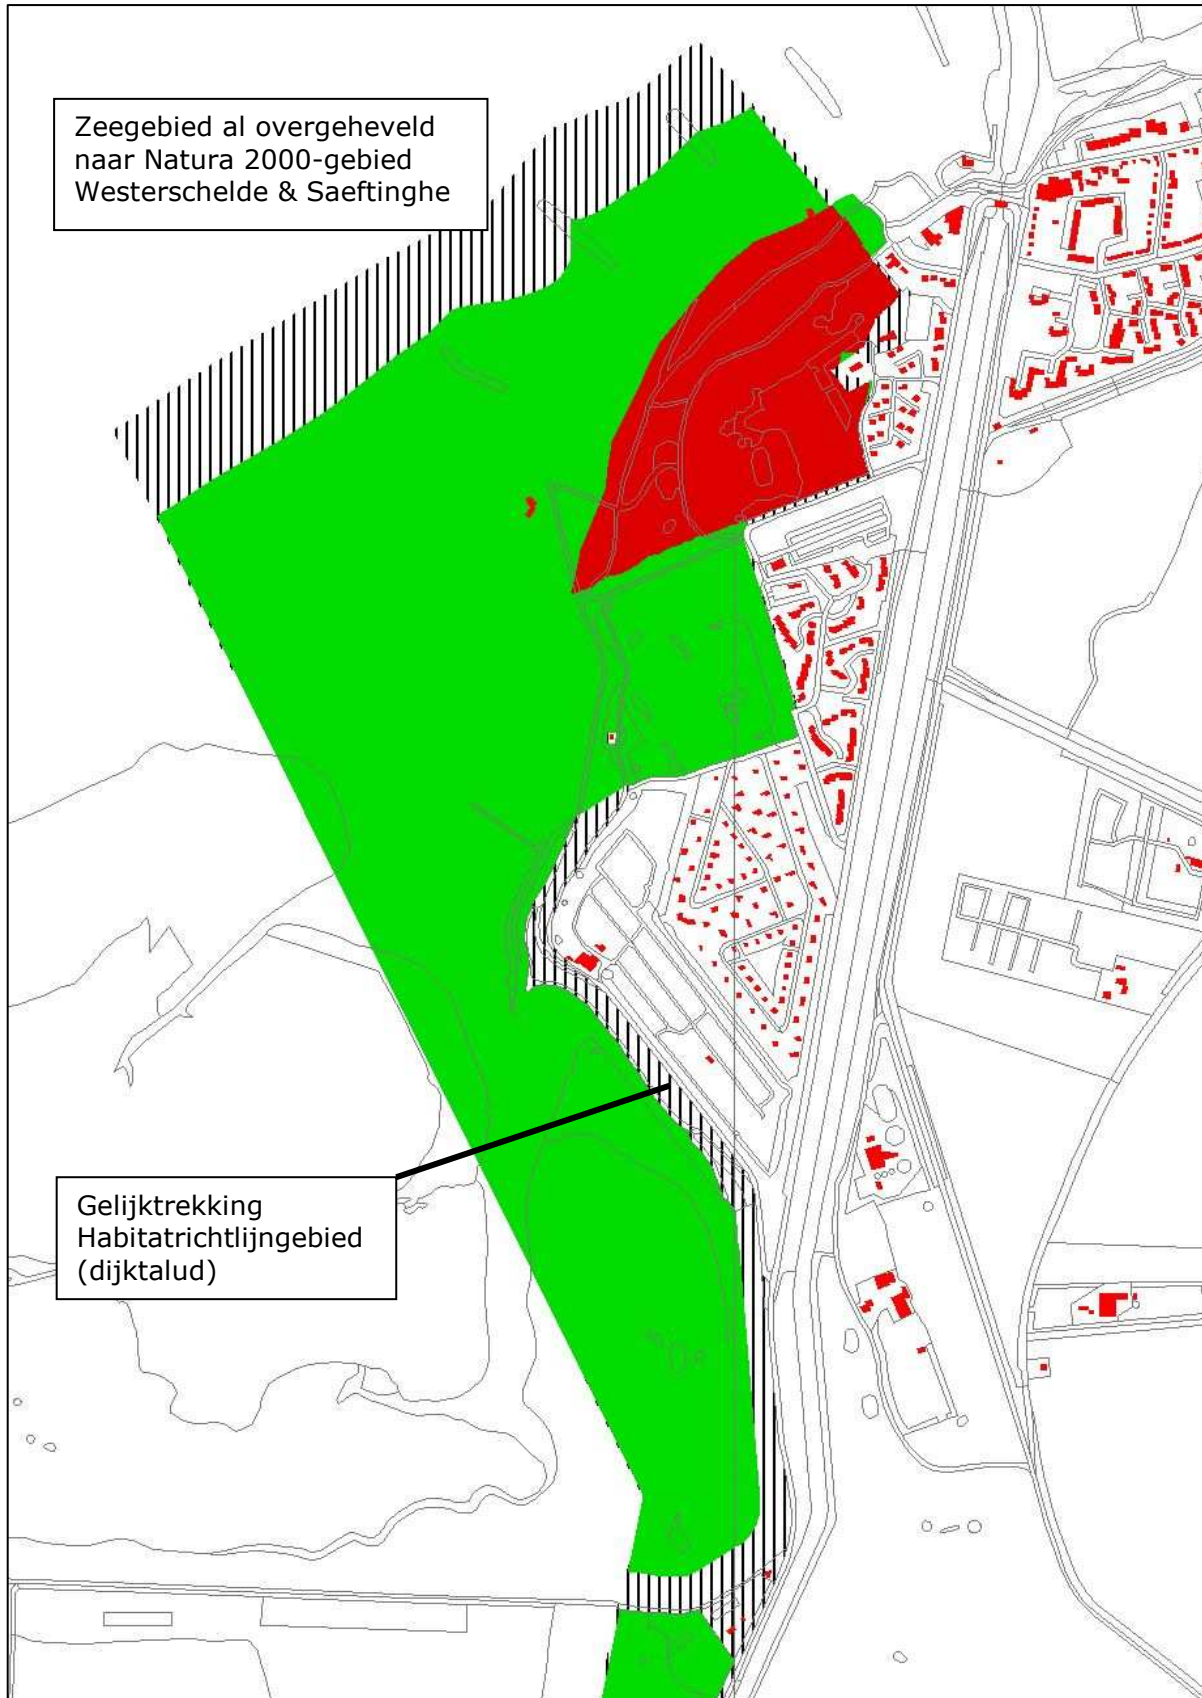 Zeegebied al overgeheveld
naar Natura 2000-gebied
Westerschelde & Saeftinghe
Gelijktrekking
Habitatrichtlijngebied
(dijktalud)